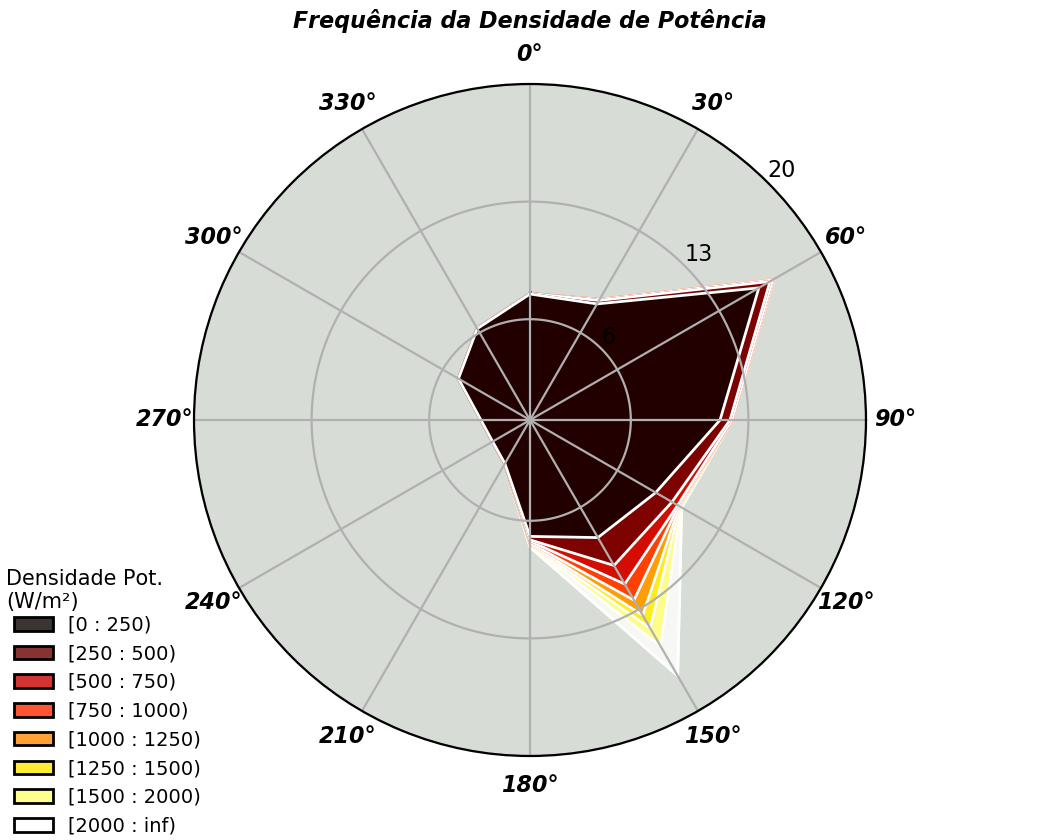 Frequência da Densidade de Potência
0°
330°
30°
20
300°
60°
13
6
270°
90°
240°
120°
210°
150°
180°
Densidade Pot.
(W/m²)
[0 : 250)
[250 : 500)
[500 : 750)
[750 : 1000)
[1000 : 1250)
[1250 : 1500)
[1500 : 2000)
[2000 : inf)